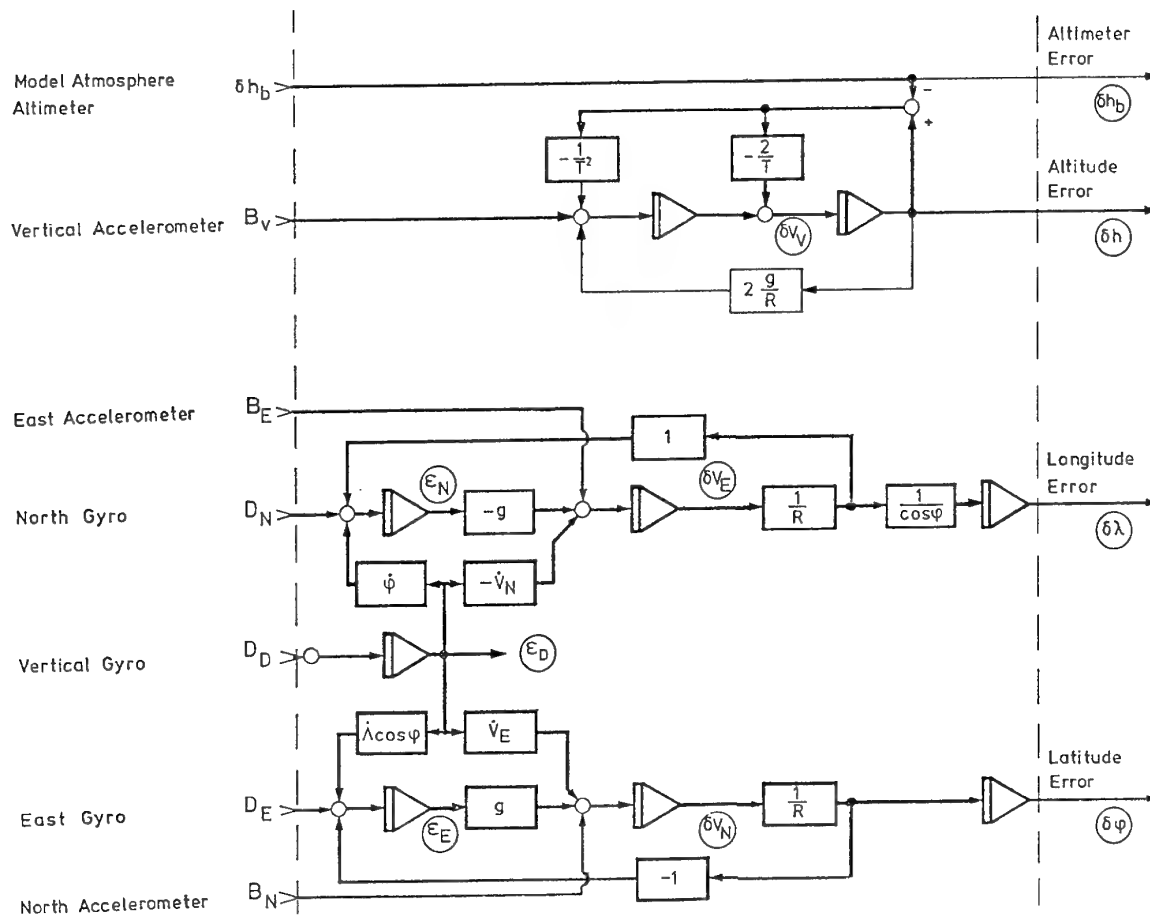 Altimeter
Error
Model Atmosphere
Altimeter
δh_b
−
δh_b
+
− 1/T²
− 2/T
Altitude
Error
Vertical Accelerometer
B_V
δV_V
δh
2 g/R
East Accelerometer
B_E
1
Longitude
Error
ε_N
δV_E
North Gyro
D_N
-g
1/R
1/cosφ
δλ
φ̇
-V̇_N
Vertical Gyro
D_D
ε_D
Λ̇cosφ
V̇_E
Latitude
Error
East Gyro
D_E
g
1/R
ε_E
δV_N
δφ
-1
North Accelerometer
B_N